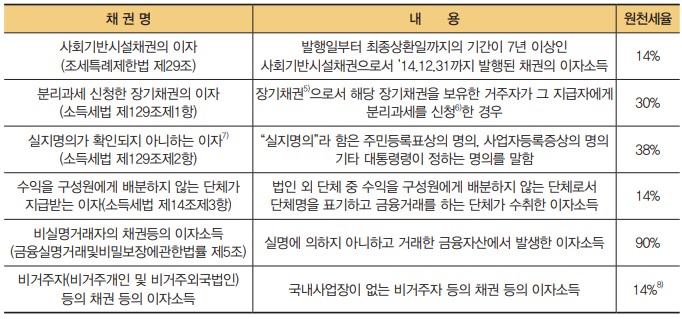 채 권 명 내 용 원천세율
사회기반시설채권의 이자 발행일부터 최종상환일까지의 기간이 7년 이상인 14%
(조세특례제한법 제29조) 사회기반시설채권으로서 '14.12.31까지 발행된 채권의 이자소득
분리과세 신청한 장기채권의 이자 장기채권5)으로서 해당 장기채권을 보유한 거주자가 그 지급자에게 30%
(소득세법 제129조제1항) 분리과세를 신청6)한 경우
실지명의가 확인되지 아니하는 이자7) “실지명의”라 함은 주민등록표상의 명의, 사업자등록증상의 명의 38%
(소득세법 제129조제2항) 기타 대통령령이 정하는 명의를 말함
수익을 구성원에게 배분하지 않는 단체가 법인 외 단체 중 수익을 구성원에게 배분하지 않는 단체로서 14%
지급받는 이자(소득세법 제14조제3항) 단체명을 표기하고 금융거래를 하는 단체가 수취한 이자소득
비실명거래자의 채권등의 이자소득 실명에 의하지 아니하고 거래한 금융자산에서 발생한 이자소득 90%
(금융실명거래및비밀보장에관한법률 제5조)
비거주자(비거주개인 및 비거주외국법인) 국내사업장이 없는 비거주자 등의 채권 등의 이자소득 14%8)
등의 채권 등의 이자소득